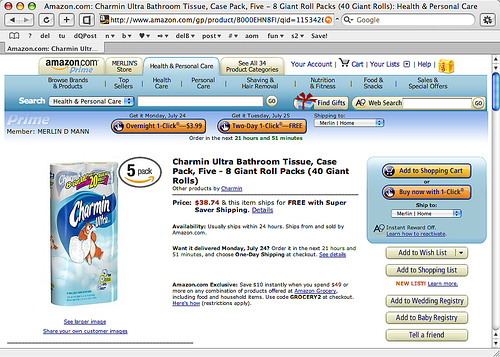 Amazon.com: Charmin Ultra Bathroom Tissue, Case Pack, Five – 8 Giant Roll Packs (40 Giant Rolls): Health & Personal Care
http://www.amazon.com/gp/product/B000EHN8FI/qid=1153426
Google
? del tu dQPost n b aom fun s2 Save!
Amazon.com: Charmin Ultr...
amazon.com
Prime
MERLIN'S Store
Health & Personal Care
See All 34 Product Categories
Your Account | Cart | Your Lists | Help |
Browse Brands & Products
Top Sellers
Health Care
Personal Care
Shaving & Hair Removal
Nutrition & Fitness
Food & Snacks
Sales & Special Offers
Search Health & Personal Care GO Find Gifts A9 Web Search GO
Prime
Member: MERLIN D MANN
Get it Monday, July 24
Overnight 1-Click®—$3.99
Get it Tuesday, July 25
Two-Day 1-Click®—FREE
Shipping to:
Merlin | Home
Order in the next 21 hours and 51 minutes
5 pack
Charmin
Ultra
See larger image
Share your own customer images
Charmin Ultra Bathroom Tissue, Case
Pack, Five - 8 Giant Roll Packs (40 Giant
Rolls)
Other products by Charmin
Price: $38.74 & this item ships for FREE with Super
Saver Shipping. Details
Availability: Usually ships within 24 hours. Ships from and sold by
Amazon.com.
Want it delivered Monday, July 24? Order it in the next 21 hours and
51 minutes, and choose One-Day Shipping at checkout. See details
Amazon.com Exclusive: Save $10 instantly when you spend $49 or
more on any combination of products offered at Amazon Grocery,
including food and household items. Use code GROCERY2 at checkout.
Here's how (restrictions apply).
Add to Shopping Cart
or
Buy now with 1-Click®
Ship to:
Merlin | Home
A9 Instant Reward Off.
Learn how to reactivate.
Add to Wish List
Add to Shopping List
NEW LIST! Learn more.
Add to Wedding Registry
Add to Baby Registry
Tell a friend